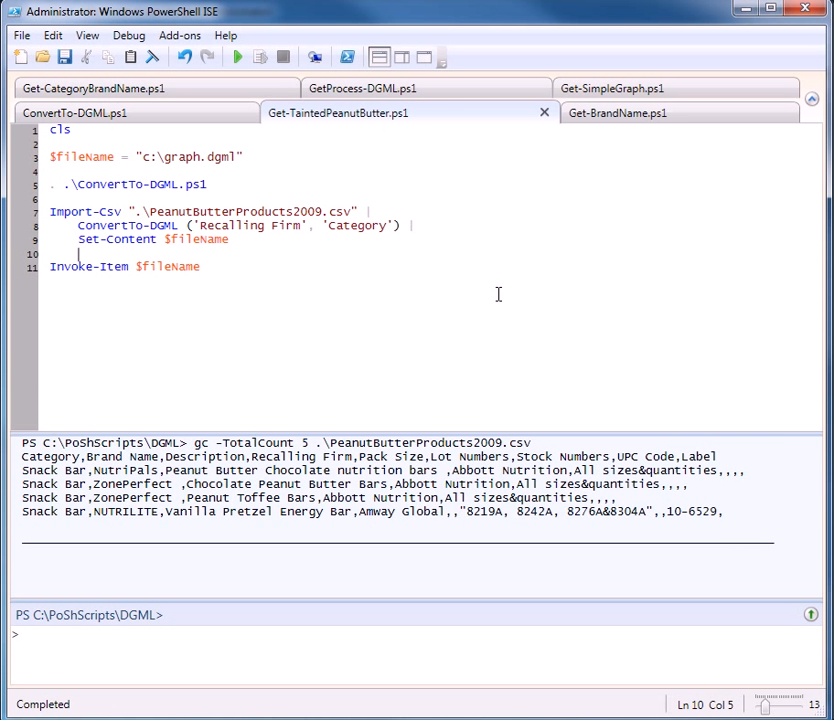 Administrator: Windows PowerShell ISE
File Edit View Debug Add-ons Help
Get-CategoryBrandName.ps1 GetProcess-DGML.ps1 Get-SimpleGraph.ps1
ConvertTo-DGML.ps1 Get-TaintedPeanutButter.ps1 Get-BrandName.ps1
1 cls
2
3 $fileName = "c:\graph.dgml"
4
5 . .\ConvertTo-DGML.ps1
6
7 Import-Csv ".\PeanutButterProducts2009.csv" |
8 ConvertTo-DGML ('Recalling Firm', 'Category') |
9 Set-Content $fileName
10
11 Invoke-Item $fileName
PS C:\PoShScripts\DGML> gc -TotalCount 5 .\PeanutButterProducts2009.csv
Category,Brand Name,Description,Recalling Firm,Pack Size,Lot Numbers,Stock Numbers,UPC Code,Label
Snack Bar,NutriPals,Peanut Butter Chocolate nutrition bars ,Abbott Nutrition,All sizes&quantities,,,,
Snack Bar,ZonePerfect ,Chocolate Peanut Butter Bars,Abbott Nutrition,All sizes&quantities,,,,
Snack Bar,ZonePerfect ,Peanut Toffee Bars,Abbott Nutrition,All sizes&quantities,,,,
Snack Bar,NUTRILITE,Vanilla Pretzel Energy Bar,Amway Global,,"8219A, 8242A, 8276A&8304A",,10-6529,
PS C:\PoShScripts\DGML>
>
Completed Ln 10 Col 5 13